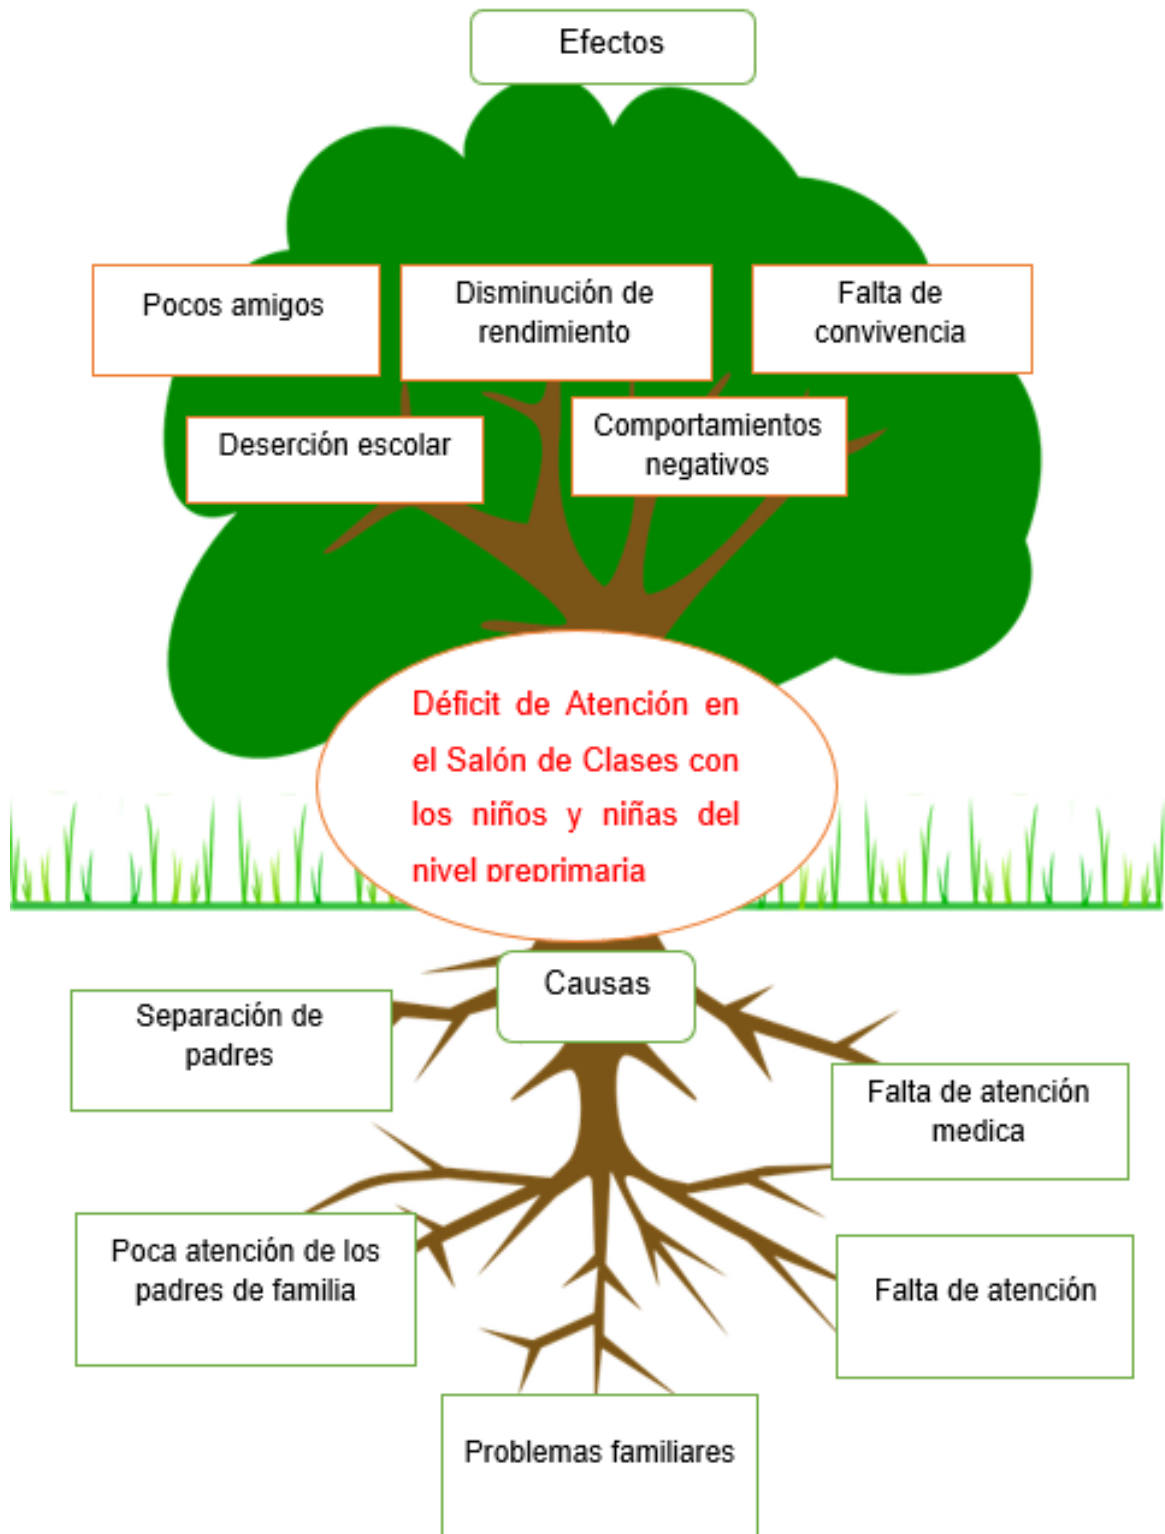 Efectos
Pocos amigos
Disminución de
rendimiento
Falta de
convivencia
Deserción escolar
Comportamientos
negativos
Déficit de Atención en
el Salón de Clases con
los niños y niñas del
nivel preprimaria
Causas
Separación de
padres
Falta de atención
medica
Poca atención de los
padres de familia
Falta de atención
Problemas familiares